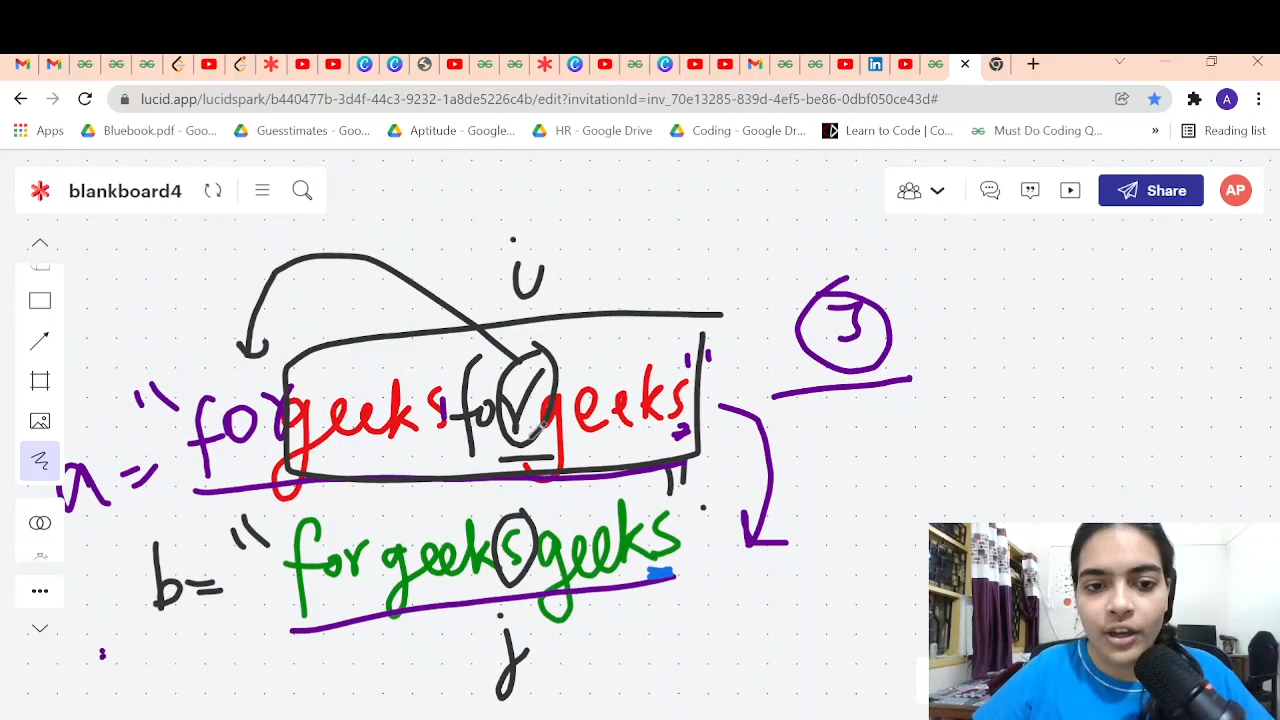 lucid.app/lucidspark/b440477b-3d4f-44c3-9232-1a8de5226c4b/edit?invitationId=inv_70e13285-839d-4ef5-be86-0dbf050ce43d#
A
Apps Bluebook.pdf - Goo... Guesstimates - Goo... Aptitude - Google... HR - Google Drive Coding - Google Dr... Learn to Code | Co... Must Do Coding Q... » Reading list
blankboard4
Share
AP
i
3
"forgeeksforgeeks"
=
b= "forgeeksgeeks"
j